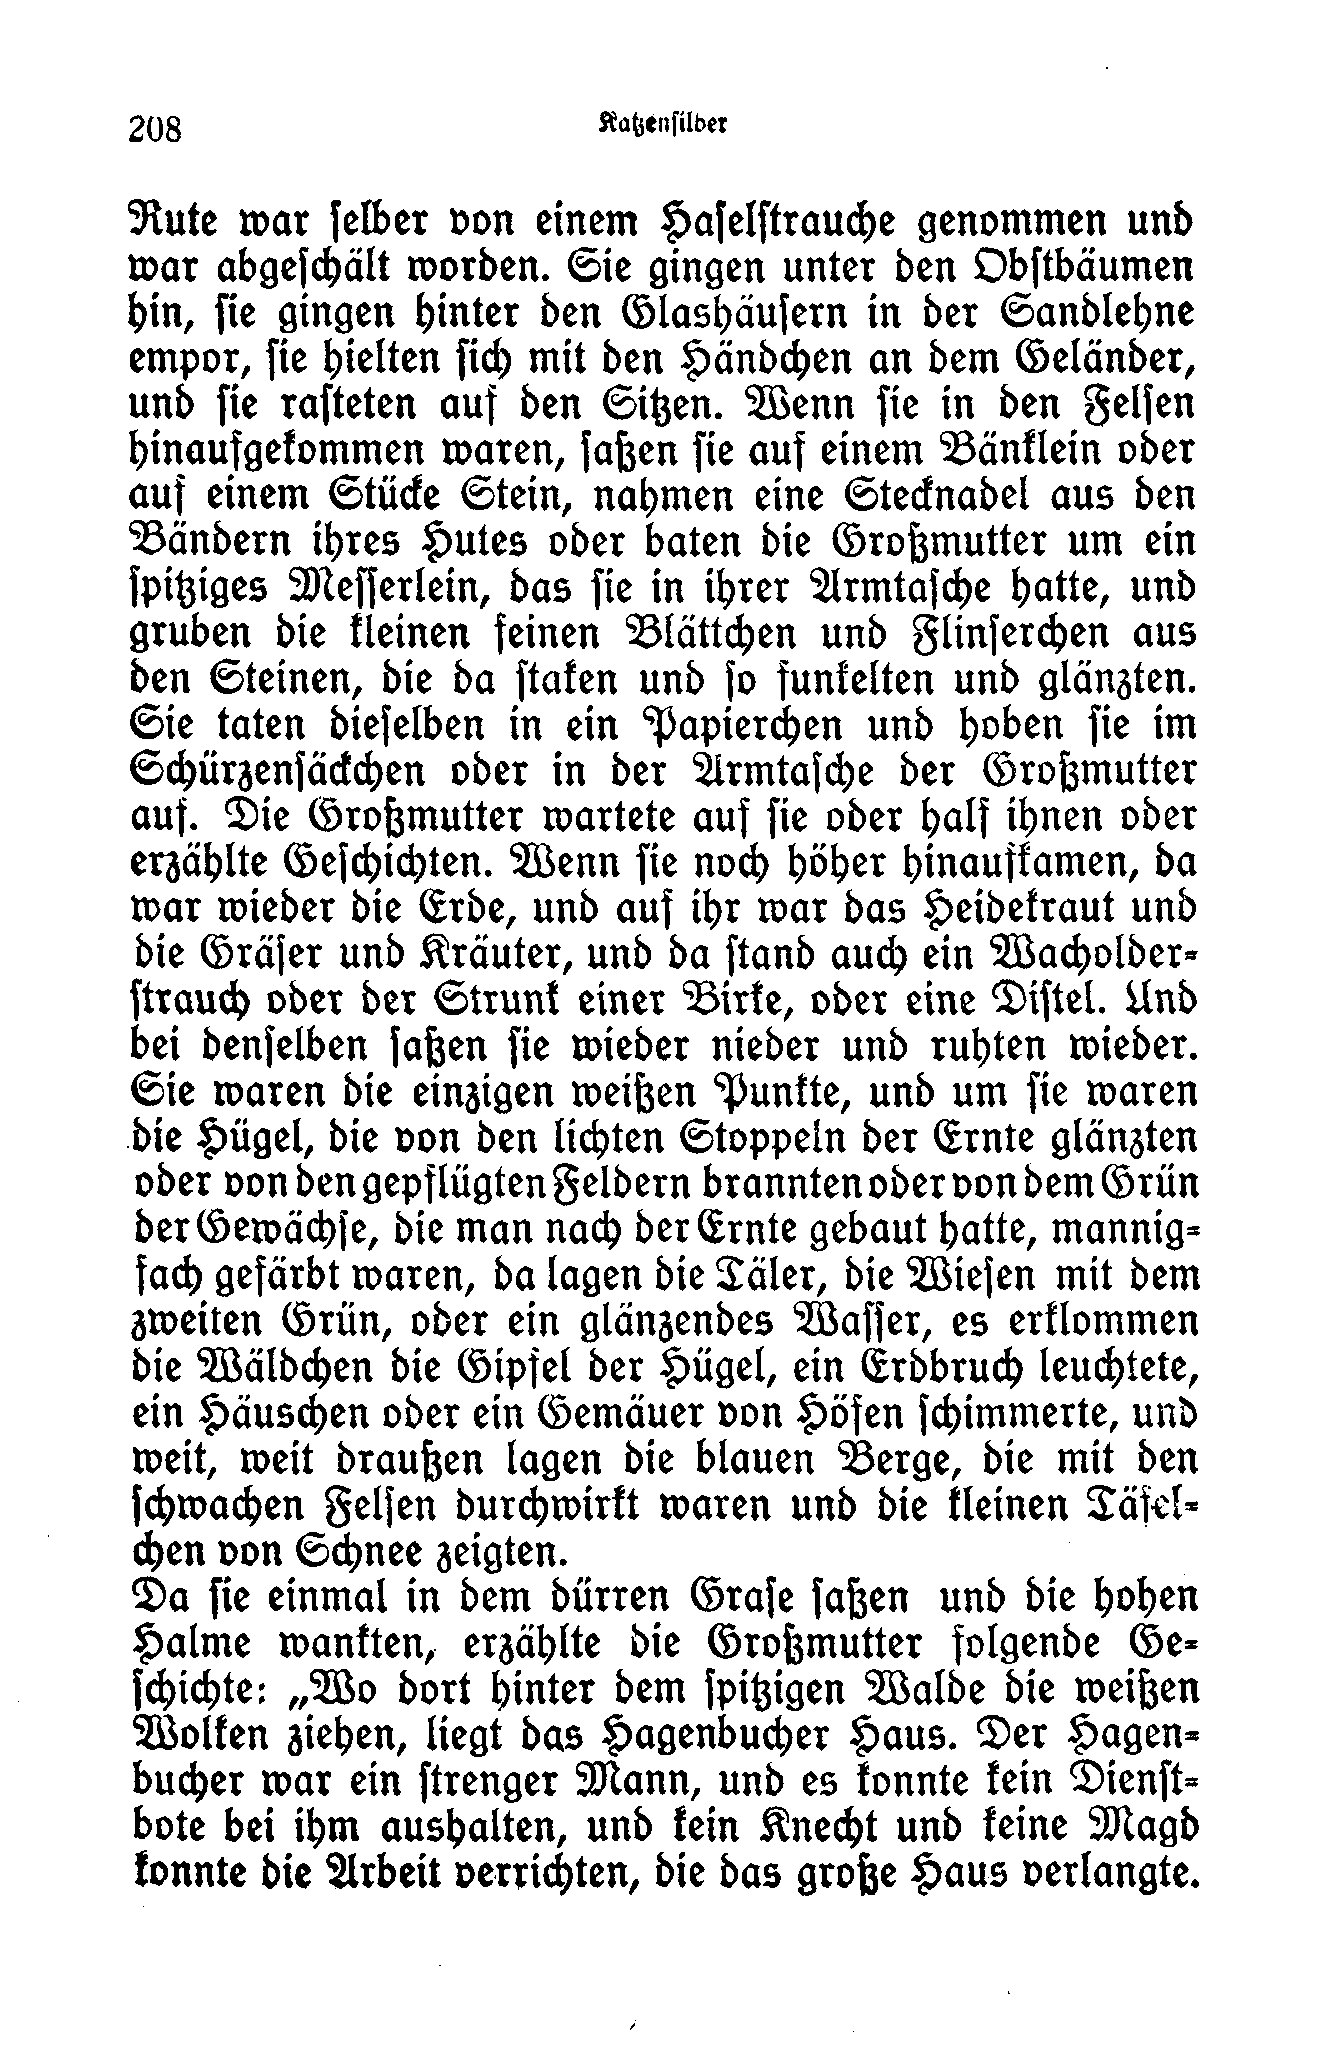 208
Katzensilber
Rute war selber von einem Haselstrauche genommen und
war abgeschält worden. Sie gingen unter den Obstbäumen
hin, sie gingen hinter den Glashäusern in der Sandlehne
empor, sie hielten sich mit den Händchen an dem Geländer,
und sie rasteten auf den Sitzen. Wenn sie in den Felsen
hinaufgekommen waren, saßen sie auf einem Bänklein oder
auf einem Stücke Stein, nahmen eine Stecknadel aus den
Bändern ihres Hutes oder baten die Großmutter um ein
spitziges Messerlein, das sie in ihrer Armtasche hatte, und
gruben die kleinen feinen Blättchen und Flinserchen aus
den Steinen, die da staken und so funkelten und glänzten.
Sie taten dieselben in ein Papierchen und hoben sie im
Schürzensäckchen oder in der Armtasche der Großmutter
auf. Die Großmutter wartete auf sie oder half ihnen oder
erzählte Geschichten. Wenn sie noch höher hinaufkamen, da
war wieder die Erde, und auf ihr war das Heidekraut und
die Gräser und Kräuter, und da stand auch ein Wacholder-
strauch oder der Strunk einer Birke, oder eine Distel. Und
bei denselben saßen sie wieder nieder und ruhten wieder.
Sie waren die einzigen weißen Punkte, und um sie waren
die Hügel, die von den lichten Stoppeln der Ernte glänzten
oder von den gepflügten Feldern brannten oder von dem Grün
der Gewächse, die man nach der Ernte gebaut hatte, mannig-
fach gefärbt waren, da lagen die Täler, die Wiesen mit dem
zweiten Grün, oder ein glänzendes Wasser, es erklommen
die Wäldchen die Gipfel der Hügel, ein Erdbruch leuchtete,
ein Häuschen oder ein Gemäuer von Höfen schimmerte, und
weit, weit draußen lagen die blauen Berge, die mit den
schwachen Felsen durchwirkt waren und die kleinen Täfel-
chen von Schnee zeigten.
Da sie einmal in dem dürren Grase saßen und die hohen
Halme wankten, erzählte die Großmutter folgende Ge-
schichte: „Wo dort hinter dem spitzigen Walde die weißen
Wolken ziehen, liegt das Hagenbucher Haus. Der Hagen-
bucher war ein strenger Mann, und es konnte kein Dienst-
bote bei ihm aushalten, und kein Knecht und keine Magd
konnte die Arbeit verrichten, die das große Haus verlangte.